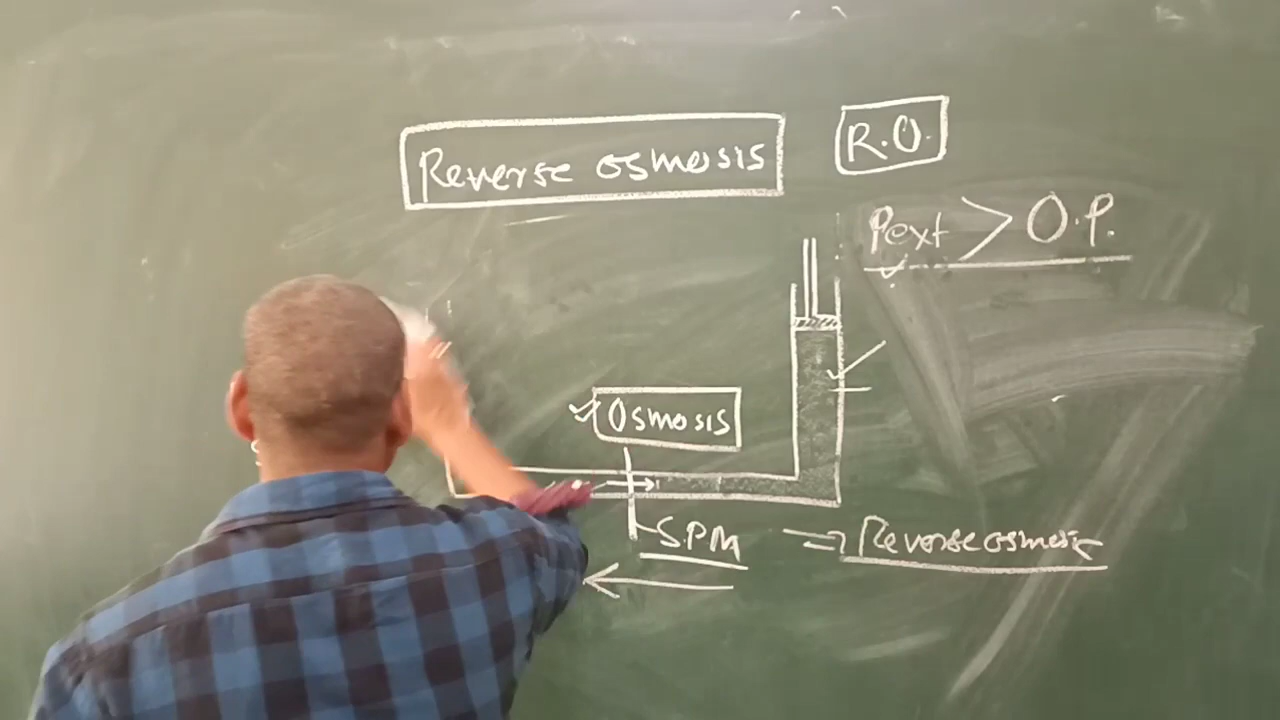 Reverse osmosis
R.O.
Pext > O.P.
Osmosis
S.P.M
Reverse osmosis